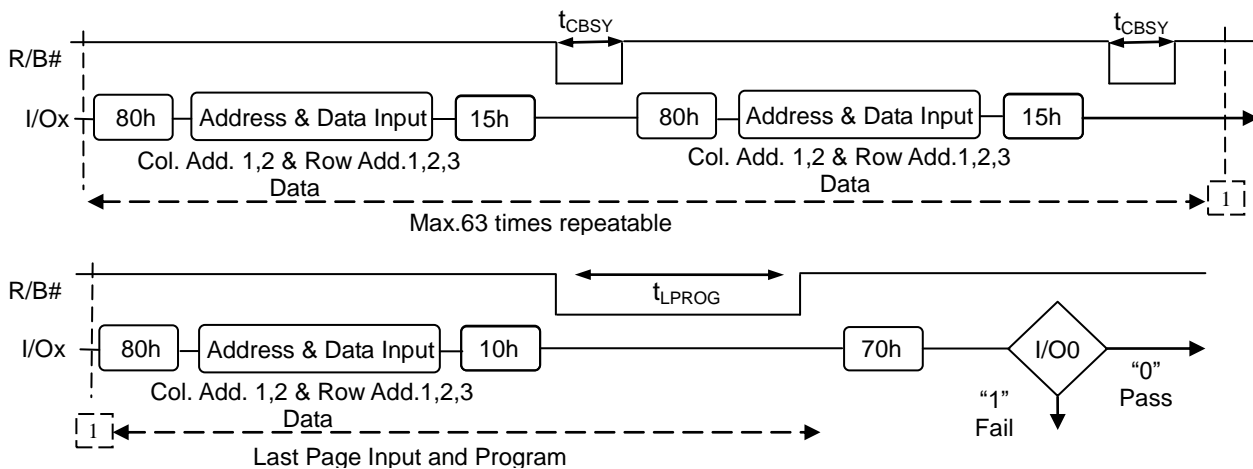 tCBSY tCBSY
R/B#
I/Ox 80h Address & Data Input 15h 80h Address & Data Input 15h
Col. Add. 1,2 & Row Add.1,2,3 Col. Add. 1,2 & Row Add.1,2,3
Data Data
1
Max.63 times repeatable
R/B#
tLPROG
I/Ox 80h Address & Data Input 10h 70h I/O0
“0”
Pass
Col. Add. 1,2 & Row Add.1,2,3
Data
“1”
Fail
1
Last Page Input and Program